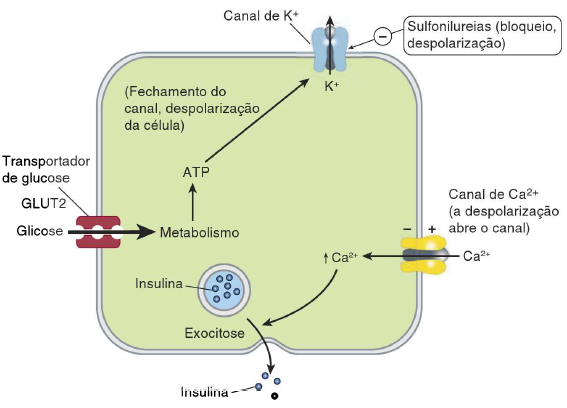 Canal de K⁺
Sulfonilureias (bloqueio,
despolarização)
−
K⁺
(Fechamento do
canal, despolarização
da célula)
ATP
Transportador
de glucose
GLUT2
Glicose
Metabolismo
Canal de Ca²⁺
(a despolarização
abre o canal)
− +
↑ Ca²⁺
Ca²⁺
Insulina
Exocitose
Insulina